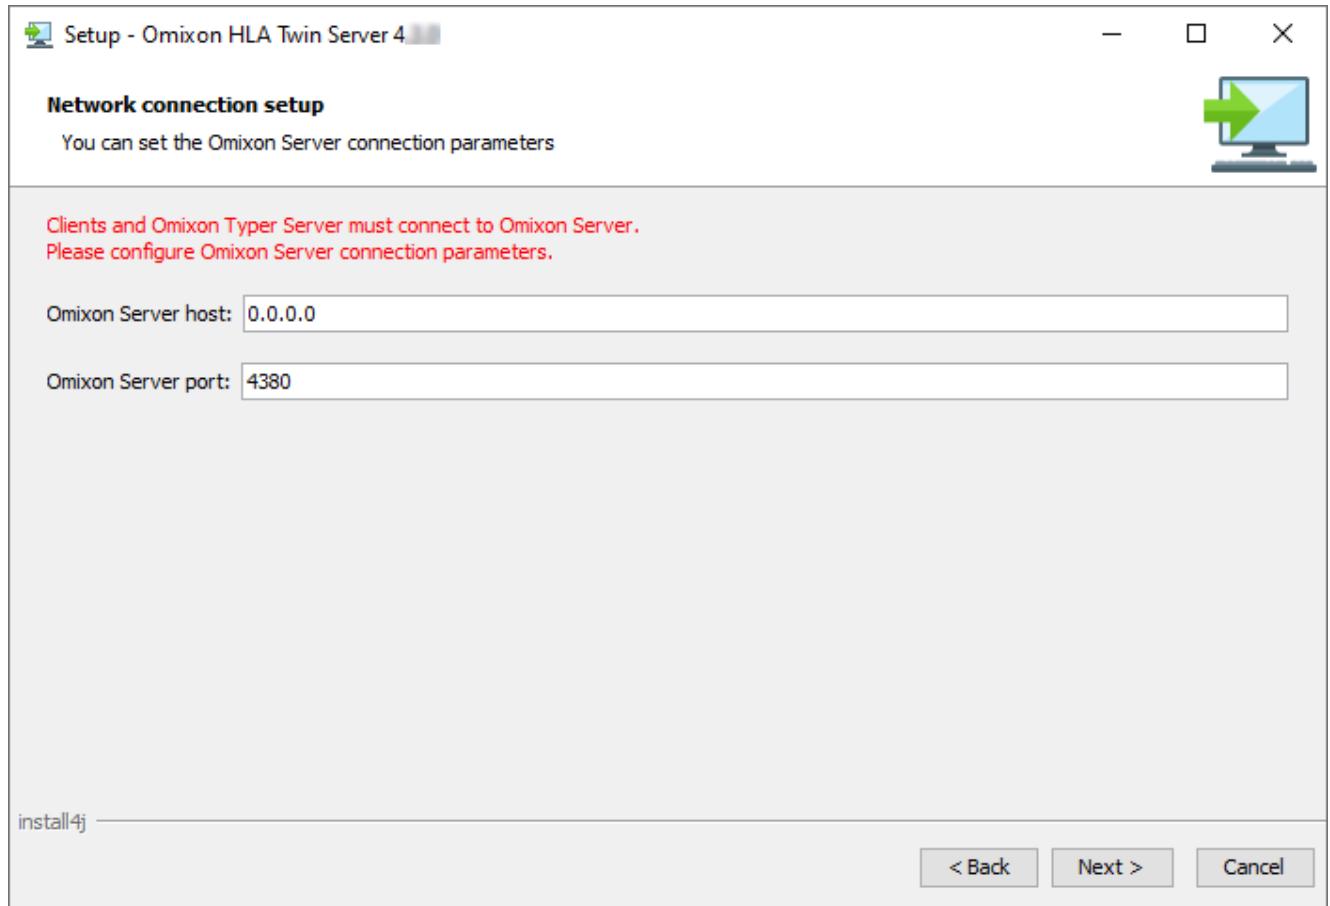 Setup - Omixon HLA Twin Server 4
Network connection setup
You can set the Omixon Server connection parameters
Clients and Omixon Typer Server must connect to Omixon Server.
Please configure Omixon Server connection parameters.
Omixon Server host: 0.0.0.0
Omixon Server port: 4380
install4j
< Back Next > Cancel